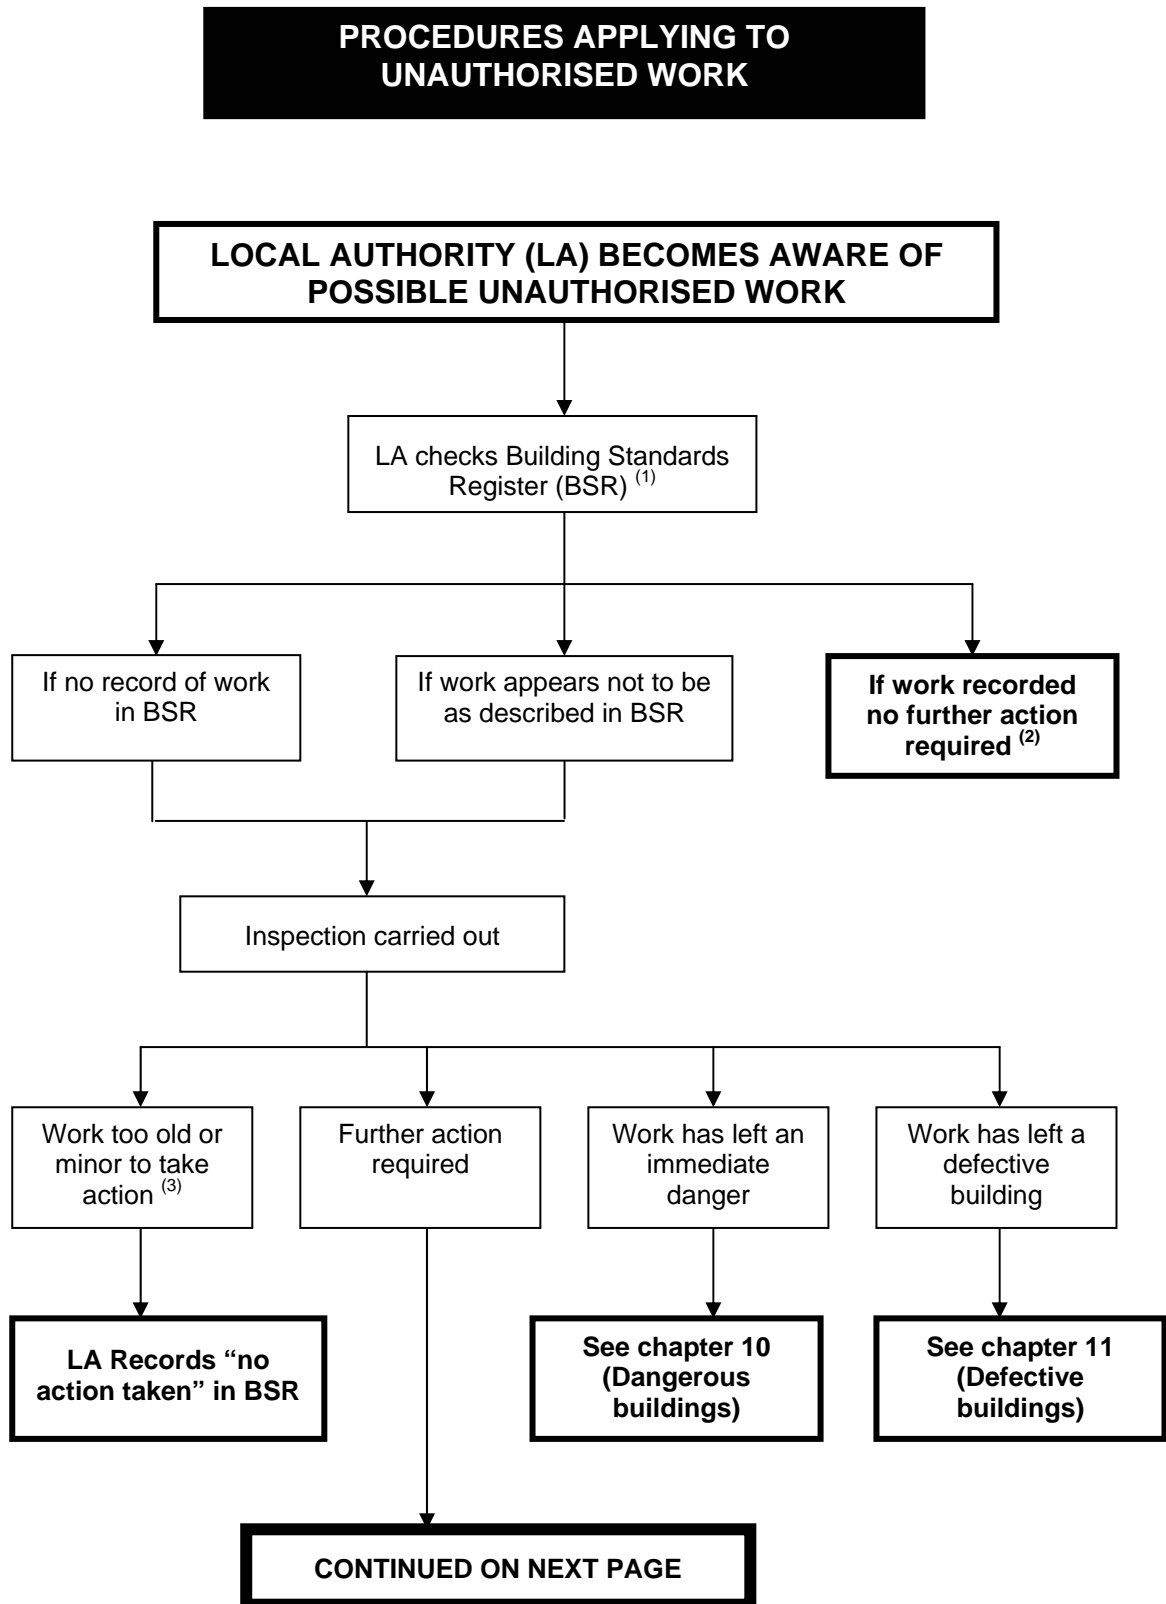 PROCEDURES APPLYING TO
UNAUTHORISED WORK
LOCAL AUTHORITY (LA) BECOMES AWARE OF
POSSIBLE UNAUTHORISED WORK
LA checks Building Standards
Register (BSR) (1)
If no record of work
in BSR
If work appears not to be
as described in BSR
If work recorded
no further action
required (2)
Inspection carried out
Work too old or
minor to take
action (3)
Further action
required
Work has left an
immediate
danger
Work has left a
defective
building
LA Records “no
action taken” in BSR
See chapter 10
(Dangerous
buildings)
See chapter 11
(Defective
buildings)
CONTINUED ON NEXT PAGE